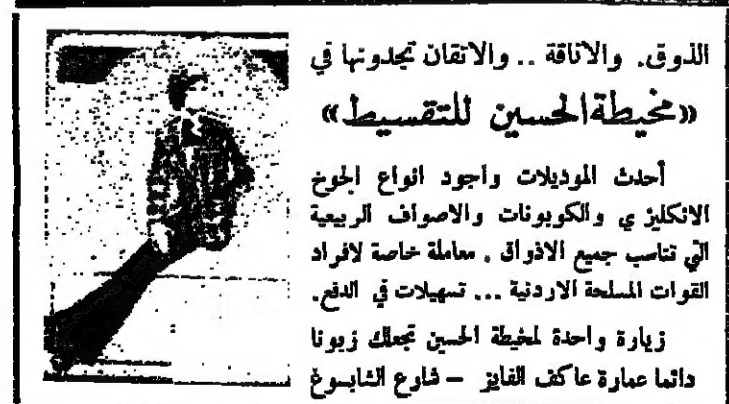 الذوق. والاناقة .. والاتقان تجدونها في
«مخيطة الحسين للتقسيط»
أحدث الموديلات واجود انواع الجوخ
الانكليزي والكوبونات والاصواف الربيعية
التي تناسب جميع الاذواق . معاملة خاصة لافراد
القوات المسلحة الاردنية ... تسهيلات في الدفع.
زيارة واحدة لمخيطة الحسين تجعلك زبونا
دائما عمارة عاكف الفايز – شارع الشابسوغ